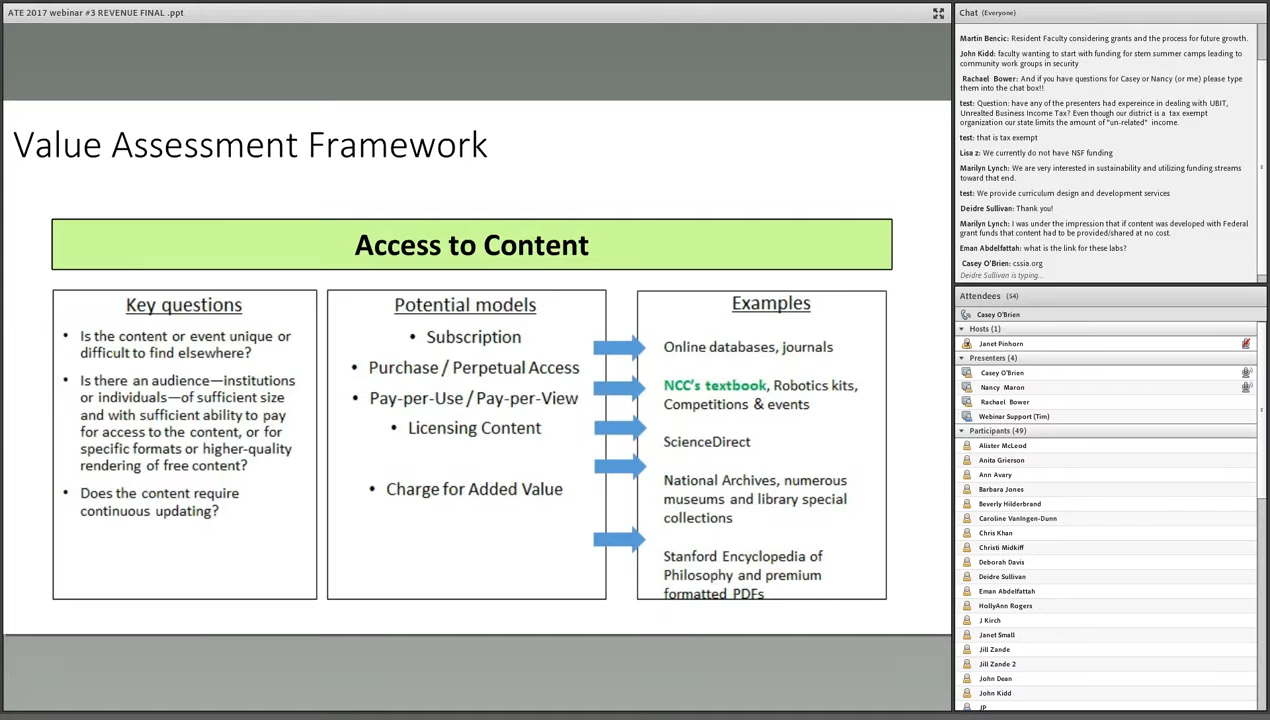 ATE 2017 webinar #3 REVENUE FINAL .ppt
Value Assessment Framework
Access to Content
Key questions
• Is the content or event unique or
difficult to find elsewhere?
• Is there an audience—institutions
or individuals—of sufficient size
and with sufficient ability to pay
for access to the content, or for
specific formats or higher-quality
rendering of free content?
• Does the content require
continuous updating?
Potential models
• Subscription
• Purchase / Perpetual Access
• Pay-per-Use / Pay-per-View
• Licensing Content
• Charge for Added Value
Examples
Online databases, journals
NCC's textbook, Robotics kits,
Competitions & events
ScienceDirect
National Archives, numerous
museums and library special
collections
Stanford Encyclopedia of
Philosophy and premium
formatted PDFs
Chat (Everyone)
Martin Bencic: Resident Faculty considering grants and the process for future growth.
John Kidd: faculty wanting to start with funding for stem summer camps leading to
community work groups in security
Rachael Bower: And if you have questions for Casey or Nancy (or me) please type
them into the chat box!!
test: Question: have any of the presenters had expereince in dealing with UBIT,
Unrealted Business Income Tax? Even though our district is a tax exempt
organization our state limits the amount of "un-related" income.
test: that is tax exempt
Lisa z: We currently do not have NSF funding
Marilyn Lynch: We are very interested in sustainability and utilizing funding streams
toward that end.
test: We provide curriculum design and development services
Deidre Sullivan: Thank you!
Marilyn Lynch: I was under the impression that if content was developed with Federal
grant funds that content had to be provided/shared at no cost.
Eman Abdelfattah: what is the link for these labs?
Casey O'Brien: cssia.org
Deidre Sullivan is typing...
Attendees (54)
Casey O'Brien
Hosts (1)
Janet Pinhorn
Presenters (4)
Casey O'Brien
Nancy Maron
Rachael Bower
Webinar Support (Tim)
Participants (49)
Alister McLeod
Anita Grierson
Ann Avary
Barbara Jones
Beverly Hilderbrand
Caroline VanIngen-Dunn
Chris Khan
Christi Midkiff
Deborah Davis
Deidre Sullivan
Eman Abdelfattah
HollyAnn Rogers
J Kirch
Janet Small
Jill Zande
Jill Zande 2
John Dean
John Kidd
JP